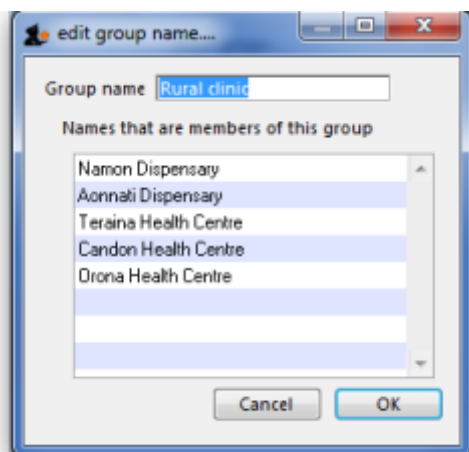 edit group name....
Group name Rural clinic
Names that are members of this group
Namon Dispensary
Aonnati Dispensary
Teraina Health Centre
Candon Health Centre
Orona Health Centre
Cancel OK